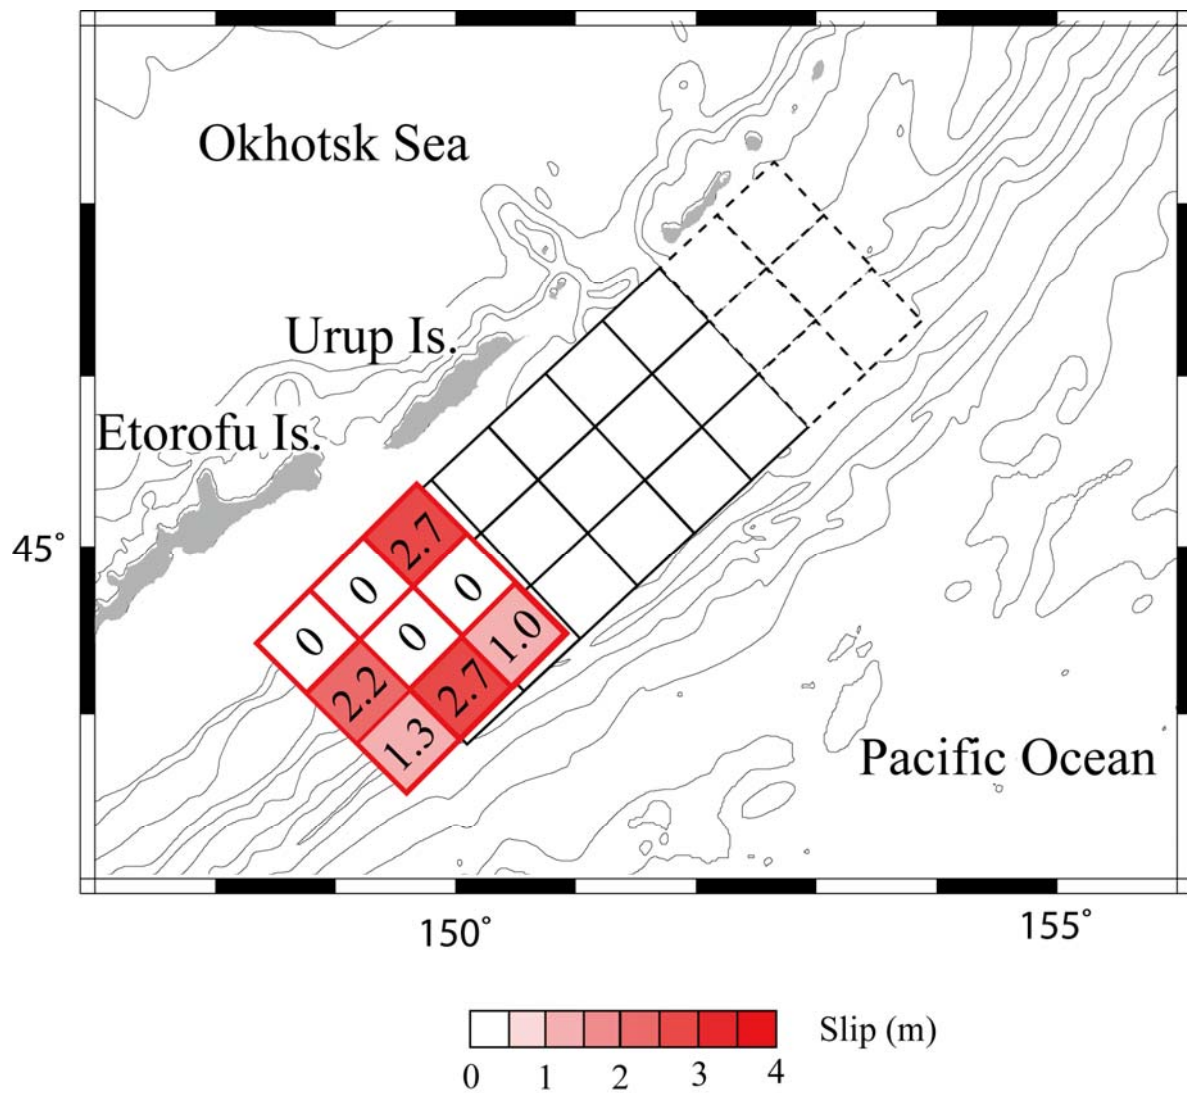 Okhotsk Sea
Urup Is.
Etorofu Is.
45°
2.7
0
0
0
0
1.0
2.2
2.7
1.3
Pacific Ocean
150°
155°
Slip (m)
0 1 2 3 4